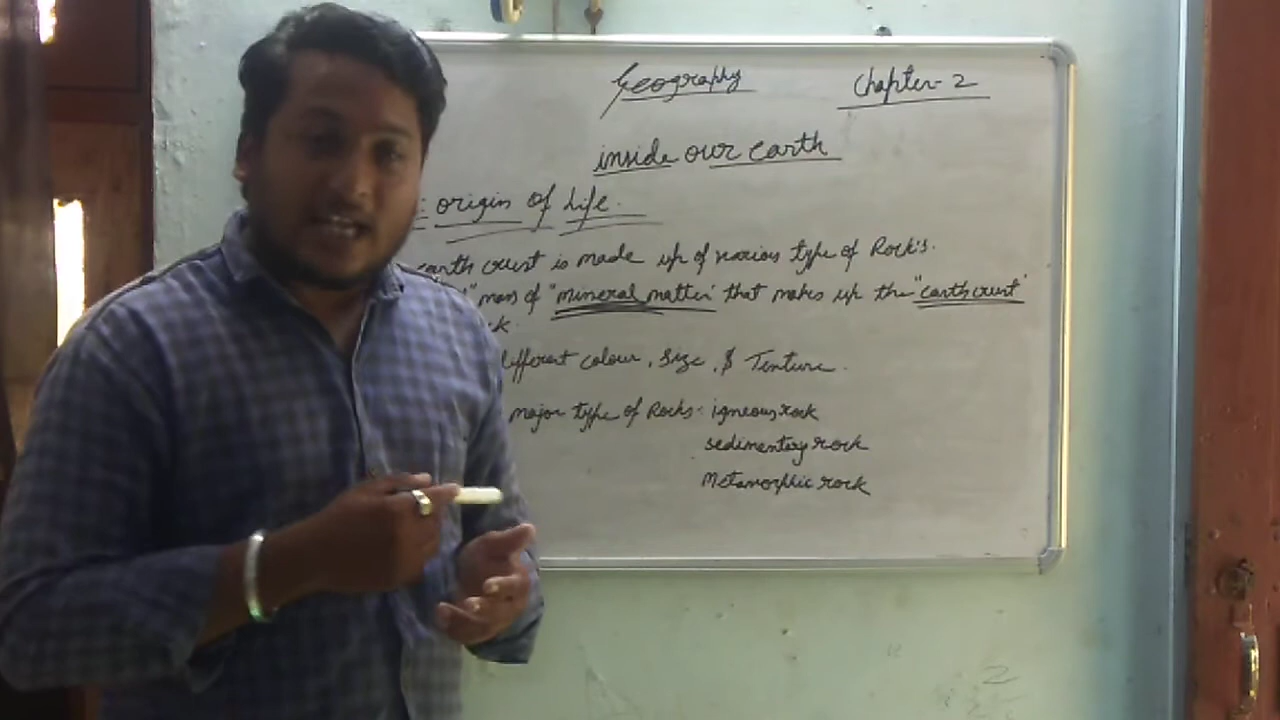 Geography Chapter-2
inside our earth
: origin of Life.
earth crust is made up of various type of Rock's.
" mass of "mineral matter" that makes up the "earth crust"
ck.
different colour, Size, & Texture.
major type of Rocks: igneous rock
sedimentary rock
Metamorphic rock